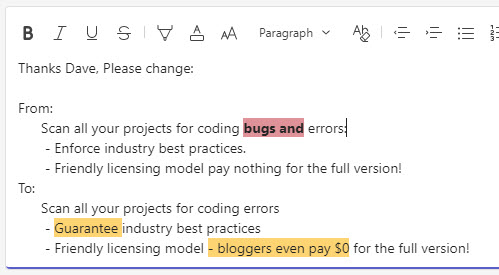 B I U S A AA Paragraph Ab
Thanks Dave, Please change:
From:
Scan all your projects for coding bugs and errors:
- Enforce industry best practices.
- Friendly licensing model pay nothing for the full version!
To:
Scan all your projects for coding errors
- Guarantee industry best practices
- Friendly licensing model - bloggers even pay $0 for the full version!